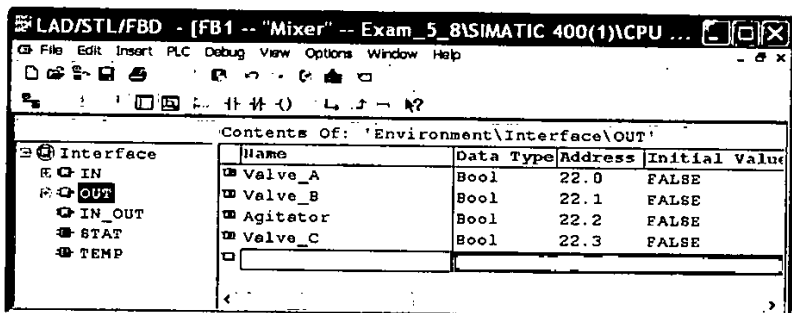 LAD/STL/FBD - [FB1 -- "Mixer" -- Exam_5_8\SIMATIC 400(1)\CPU ...
File Edit Insert PLC Debug View Options Window Help
Contents Of: 'Environment\Interface\OUT'
Interface
IN
OUT
IN_OUT
STAT
TEMP
Name Data Type Address Initial Value
Valve_A Bool 22.0 FALSE
Valve_B Bool 22.1 FALSE
Agitator Bool 22.2 FALSE
Valve_C Bool 22.3 FALSE